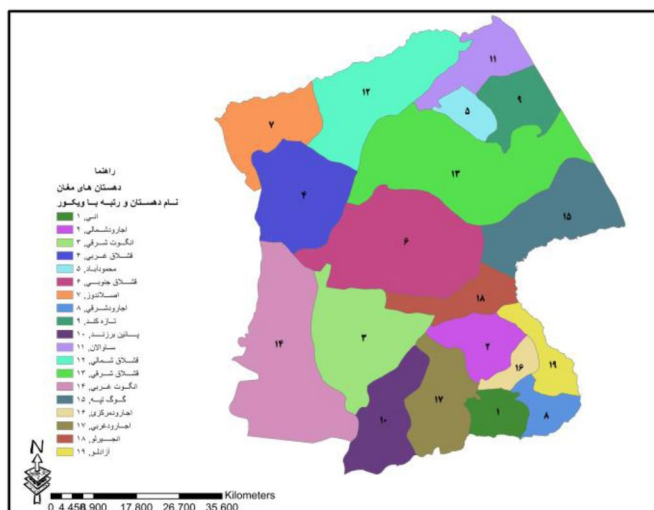 راهنما
دهستان های مغان
نام دهستان و رتبه با ویکور
انی, ۱
اجارودشمالی, ۲
انگوت شرقی, ۳
قشلاق غربی, ۴
محمودآباد, ۵
قشلاق جنوبی, ۶
اصلاندوز, ۷
اجارودشرقی, ۸
تازه کند, ۹
پائین برزند, ۱۰
ساوالان, ۱۱
قشلاق شمالی, ۱۲
قشلاق شرقی, ۱۳
انگوت غربی, ۱۴
گوگ تپه, ۱۵
اجارودمرکزی, ۱۶
اجارودغربی, ۱۷
انجیرلو, ۱۸
آزادلو, ۱۹
۱۱
۱۲
۹
۵
۷
۱۳
۴
۱۵
۶
۱۸
۳
۲
۱۴
۱۶
۱۹
۱۷
۱
۸
۱۰
N
Kilometers
0 4.450 8.900 17.800 26.700 35.600